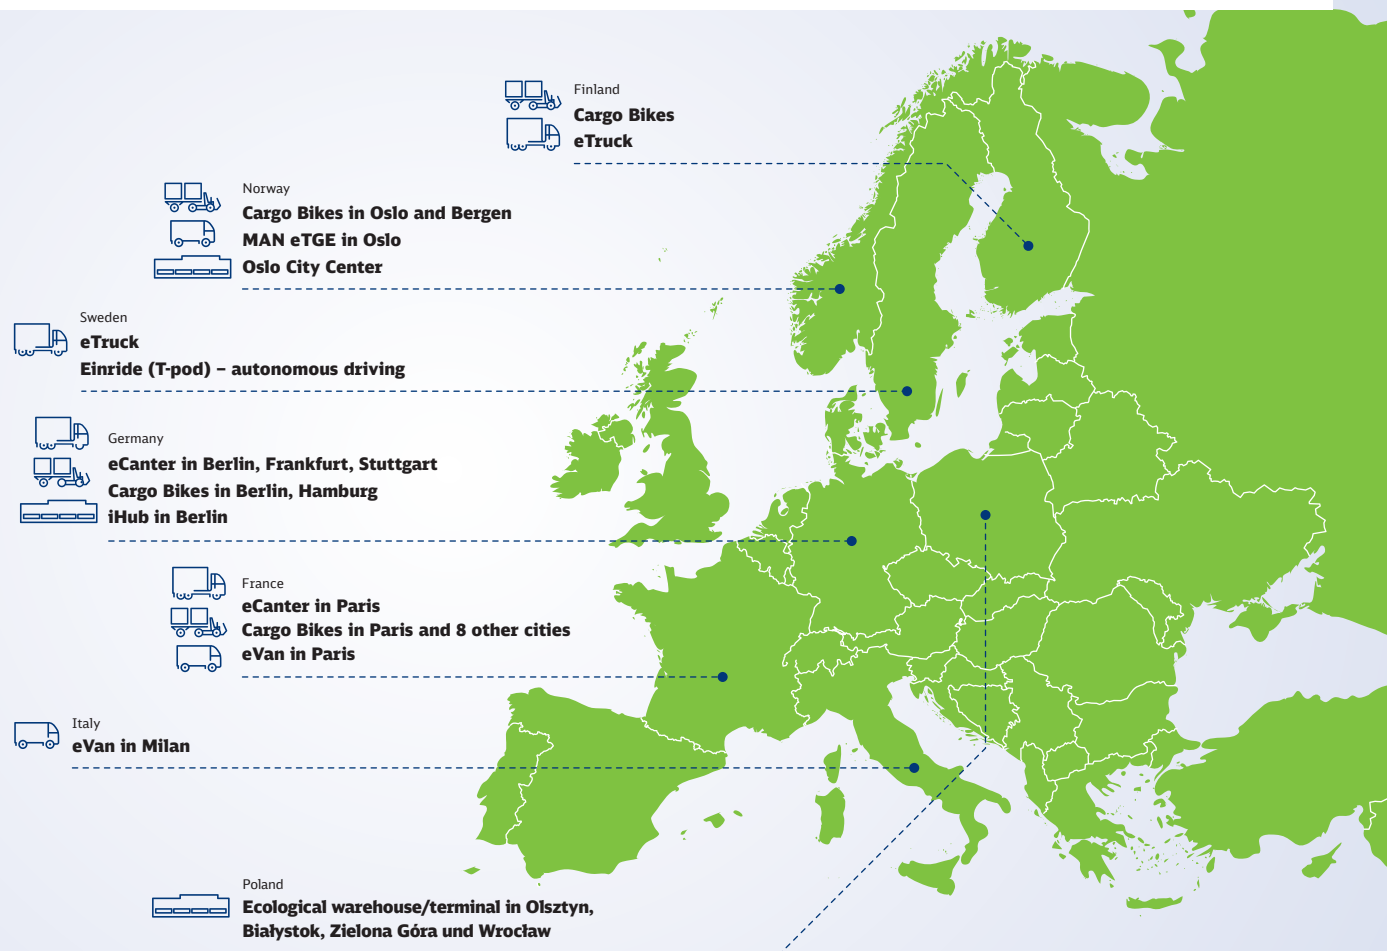 Finland
Cargo Bikes
eTruck
Norway
Cargo Bikes in Oslo and Bergen
MAN eTGE in Oslo
Oslo City Center
Sweden
eTruck
Einride (T-pod) – autonomous driving
Germany
eCanter in Berlin, Frankfurt, Stuttgart
Cargo Bikes in Berlin, Hamburg
iHub in Berlin
France
eCanter in Paris
Cargo Bikes in Paris and 8 other cities
eVan in Paris
Italy
eVan in Milan
Poland
Ecological warehouse/terminal in Olsztyn,
Białystok, Zielona Góra und Wrocław